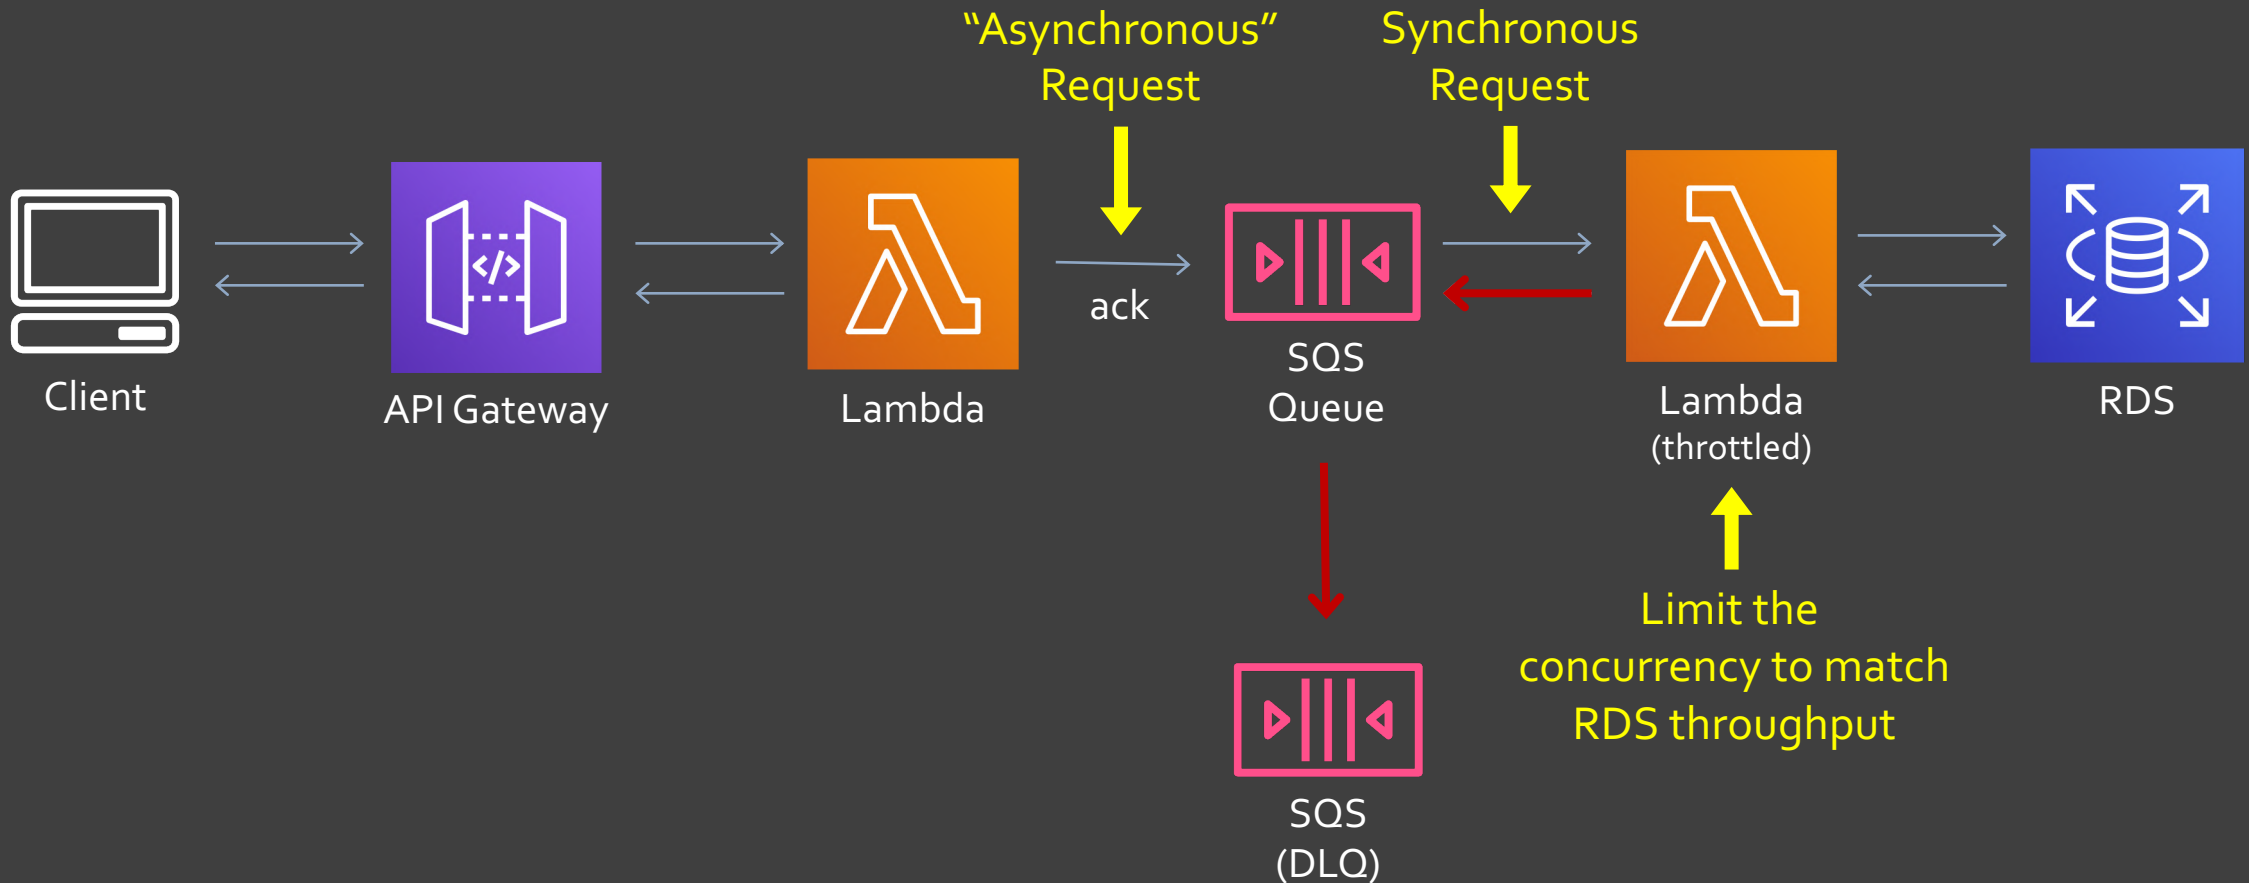 “Asynchronous”
Request
Synchronous
Request
Client
API Gateway
Lambda
ack
SQS
Queue
Lambda
(throttled)
RDS
Limit the
concurrency to match
RDS throughput
SQS
(DLQ)